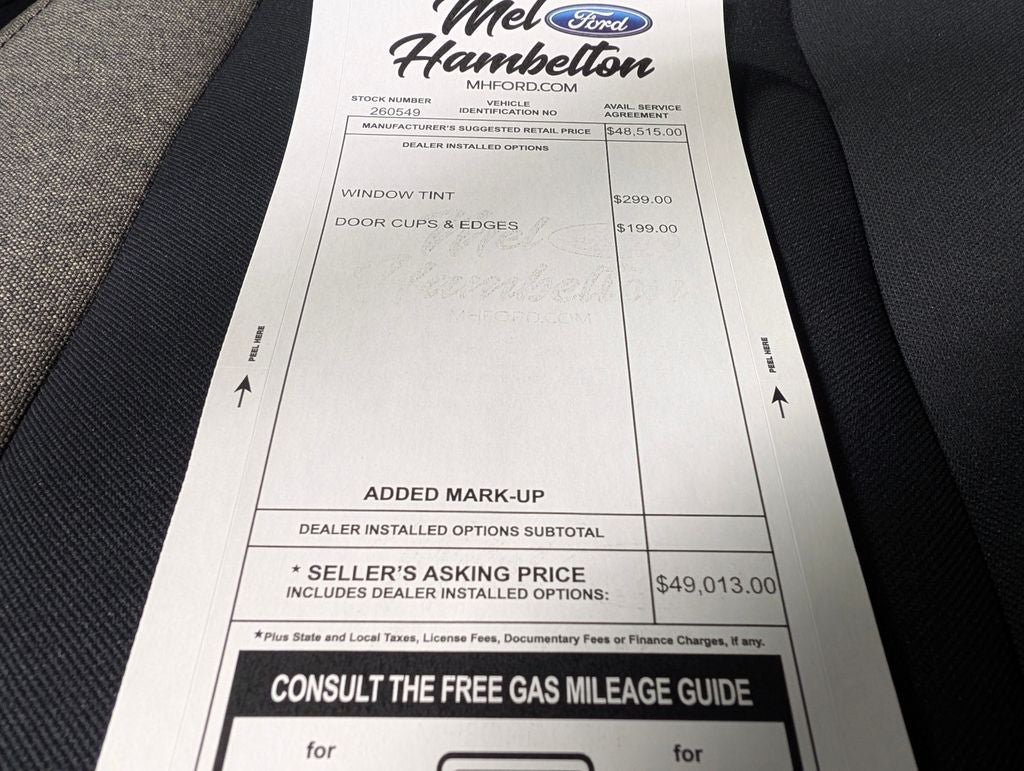 Mel Ford
Hambelton
MHFORD.COM
STOCK NUMBER
260549
VEHICLE
IDENTIFICATION NO
AVAIL. SERVICE
AGREEMENT
MANUFACTURER'S SUGGESTED RETAIL PRICE $48,515.00
DEALER INSTALLED OPTIONS
WINDOW TINT $299.00
DOOR CUPS & EDGES $199.00
Mel
Hambelton
MHFORD.COM
PEEL HERE
PEEL HERE
ADDED MARK-UP
DEALER INSTALLED OPTIONS SUBTOTAL
* SELLER'S ASKING PRICE
INCLUDES DEALER INSTALLED OPTIONS:
$49,013.00
*Plus State and Local Taxes, License Fees, Documentary Fees or Finance Charges, if any.
CONSULT THE FREE GAS MILEAGE GUIDE
for for